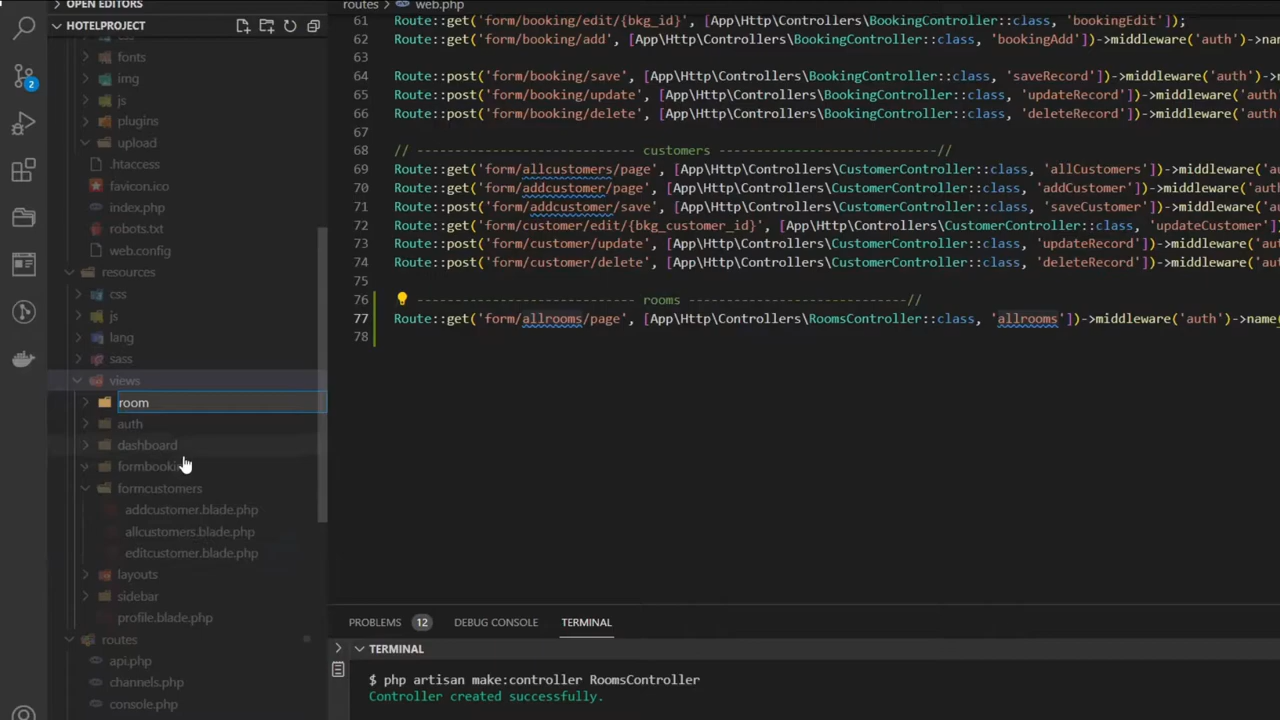 OPEN EDITORS
HOTELPROJECT
css
fonts
img
js
plugins
upload
.htaccess
favicon.ico
index.php
robots.txt
web.config
resources
css
js
lang
sass
views
room
auth
dashboard
formbooki
formcustomers
addcustomer.blade.php
allcustomers.blade.php
editcustomer.blade.php
layouts
sidebar
profile.blade.php
routes
api.php
channels.php
console.php
2
routes > web.php
61 Route::get('form/booking/edit/{bkg_id}', [App\Http\Controllers\BookingController::class, 'bookingEdit']);
62 Route::get('form/booking/add', [App\Http\Controllers\BookingController::class, 'bookingAdd'])->middleware('auth')->name
63
64 Route::post('form/booking/save', [App\Http\Controllers\BookingController::class, 'saveRecord'])->middleware('auth')
65 Route::post('form/booking/update', [App\Http\Controllers\BookingController::class, 'updateRecord'])->middleware('auth
66 Route::post('form/booking/delete', [App\Http\Controllers\BookingController::class, 'deleteRecord'])->middleware('auth
67
68 // ---------------------------- customers ---------------------------//
69 Route::get('form/allcustomers/page', [App\Http\Controllers\CustomerController::class, 'allCustomers'])->middleware('a
70 Route::get('form/addcustomer/page', [App\Http\Controllers\CustomerController::class, 'addCustomer'])->middleware('aut
71 Route::post('form/addcustomer/save', [App\Http\Controllers\CustomerController::class, 'saveCustomer'])->middleware('a
72 Route::get('form/customer/edit/{bkg_customer_id}', [App\Http\Controllers\CustomerController::class, 'updateCustomer']
73 Route::post('form/customer/update', [App\Http\Controllers\CustomerController::class, 'updateRecord'])->middleware('au
74 Route::post('form/customer/delete', [App\Http\Controllers\CustomerController::class, 'deleteRecord'])->middleware('au
75
76 ---------------------------- rooms ---------------------------//
77 Route::get('form/allrooms/page', [App\Http\Controllers\RoomsController::class, 'allrooms'])->middleware('auth')->name(
78
PROBLEMS 12 DEBUG CONSOLE TERMINAL
TERMINAL
$ php artisan make:controller RoomsController
Controller created successfully.